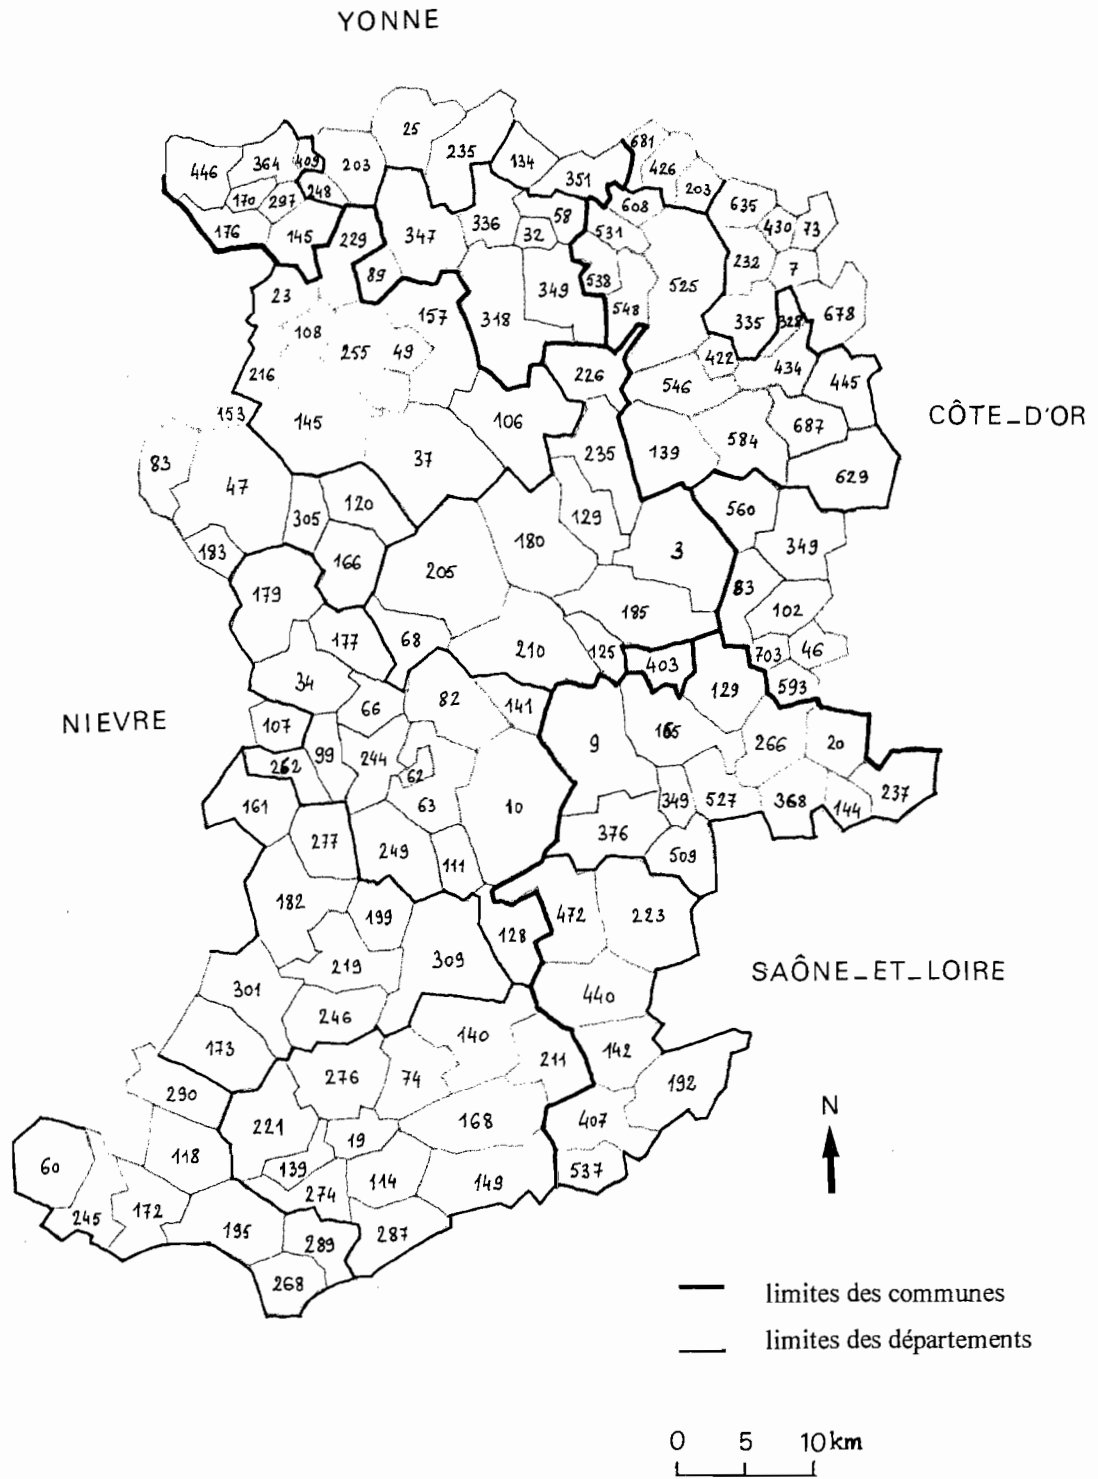 YONNE
25
446 364 409 203 235 134 681
426
170 297 248 351 203
176 145 229 347 336 58 608 635
32 531 430 73
89 232 7
23 538 525
157 349 548
108 318 335 328 678
255 49 422 434 445
216 226 546
153 145 106 CÔTE_D'OR
235 139 584 687
83 47 37 629
305 120 129 560
183 180 3 349
166 205
179 83
185 102
177 68 210 125 403 703 46
34 129 593
66 82 141
NIEVRE
107 99 244 9 165 266 20
262 62
161 63 10 349 527 368 144 237
277 249 111 376 509
182 199 128 472 223
219 309 SAÔNE_ET_LOIRE
301 246 440
173 140 211 142
290 276 74 192
N
221 19 168 407
60 118 139 114 149 537
245 172 195 274 287
289
268
limites des communes
limites des départements
0 5 10 km